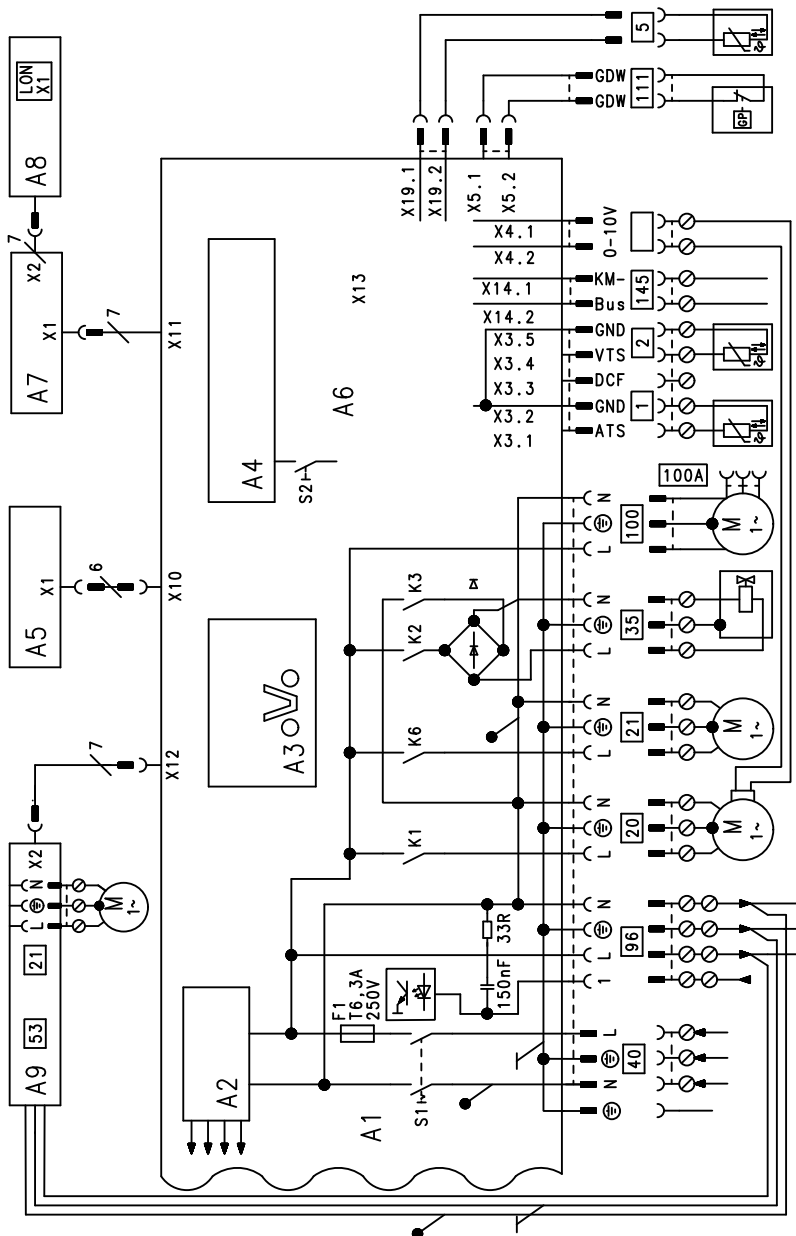 LON
X1
A8
X2
7
X1
7
A7
X11
A5
X1
6
X10
7
X12
X2
L
N
M
1~
21
53
A9
A4
S2
A6
X13
A3
A2
A1
F1
T6,3A
250V
S1
150nF
33R
K1
K6
K2
K3
X19.1
X19.2
X5.1
X5.2
X4.1
X4.2
X14.1
X14.2
X3.5
X3.4
X3.3
X3.2
X3.1
5
GDW
GDW
111
GP-
0-10V
KM-
Bus
145
GND
VTS
2
DCF
GND
ATS
1
100A
N
L
100
M
1~
N
L
35
N
L
21
M
1~
N
L
20
M
1~
N
L
1
96
L
N
40